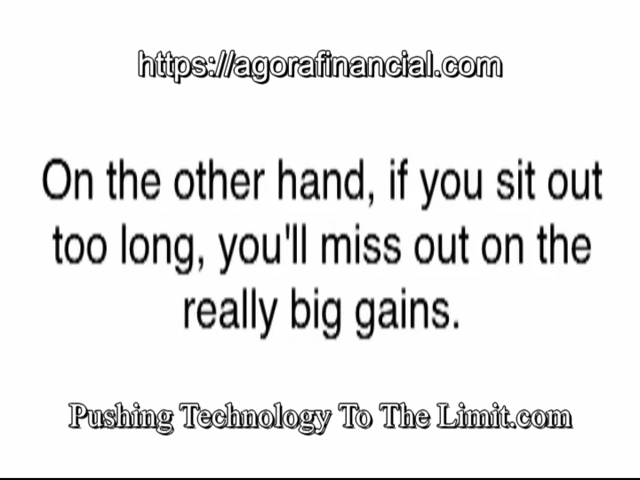 https://agorafinancial.com
On the other hand, if you sit out
too long, you'll miss out on the
really big gains.
Pushing Technology To The Limit.com